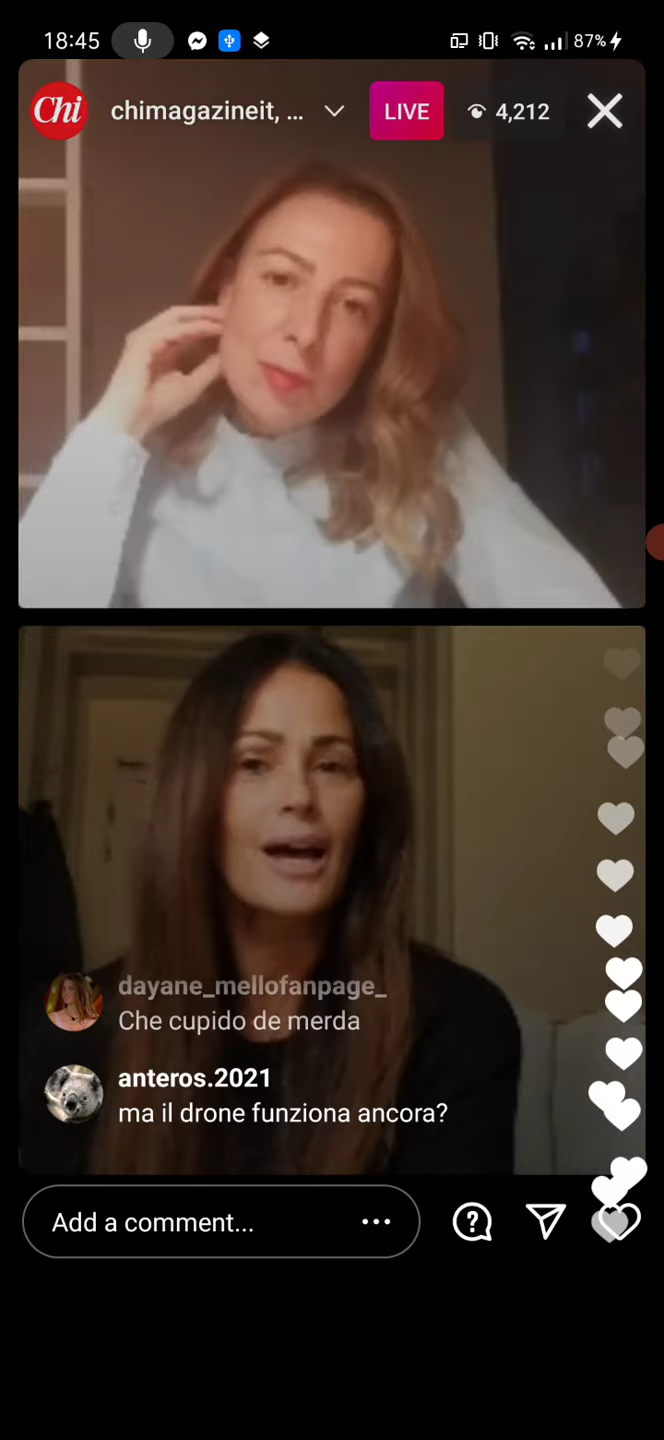 18:45
87%
Chi
chimagazineit, ...
LIVE
4,212
dayane_mellofanpage_
Che cupido de merda
anteros.2021
ma il drone funziona ancora?
Add a comment...